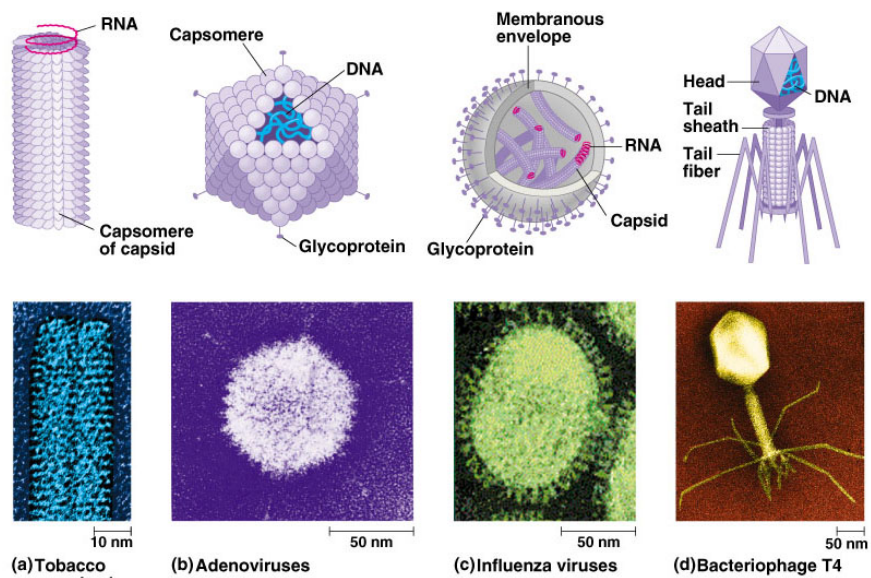 RNA
Capsomere
of capsid
Capsomere
DNA
Glycoprotein
Membranous
envelope
RNA
Capsid
Glycoprotein
Head
DNA
Tail
sheath
Tail
fiber
10 nm
50 nm
50 nm
50 nm
(a) Tobacco
(b) Adenoviruses
(c) Influenza viruses
(d) Bacteriophage T4